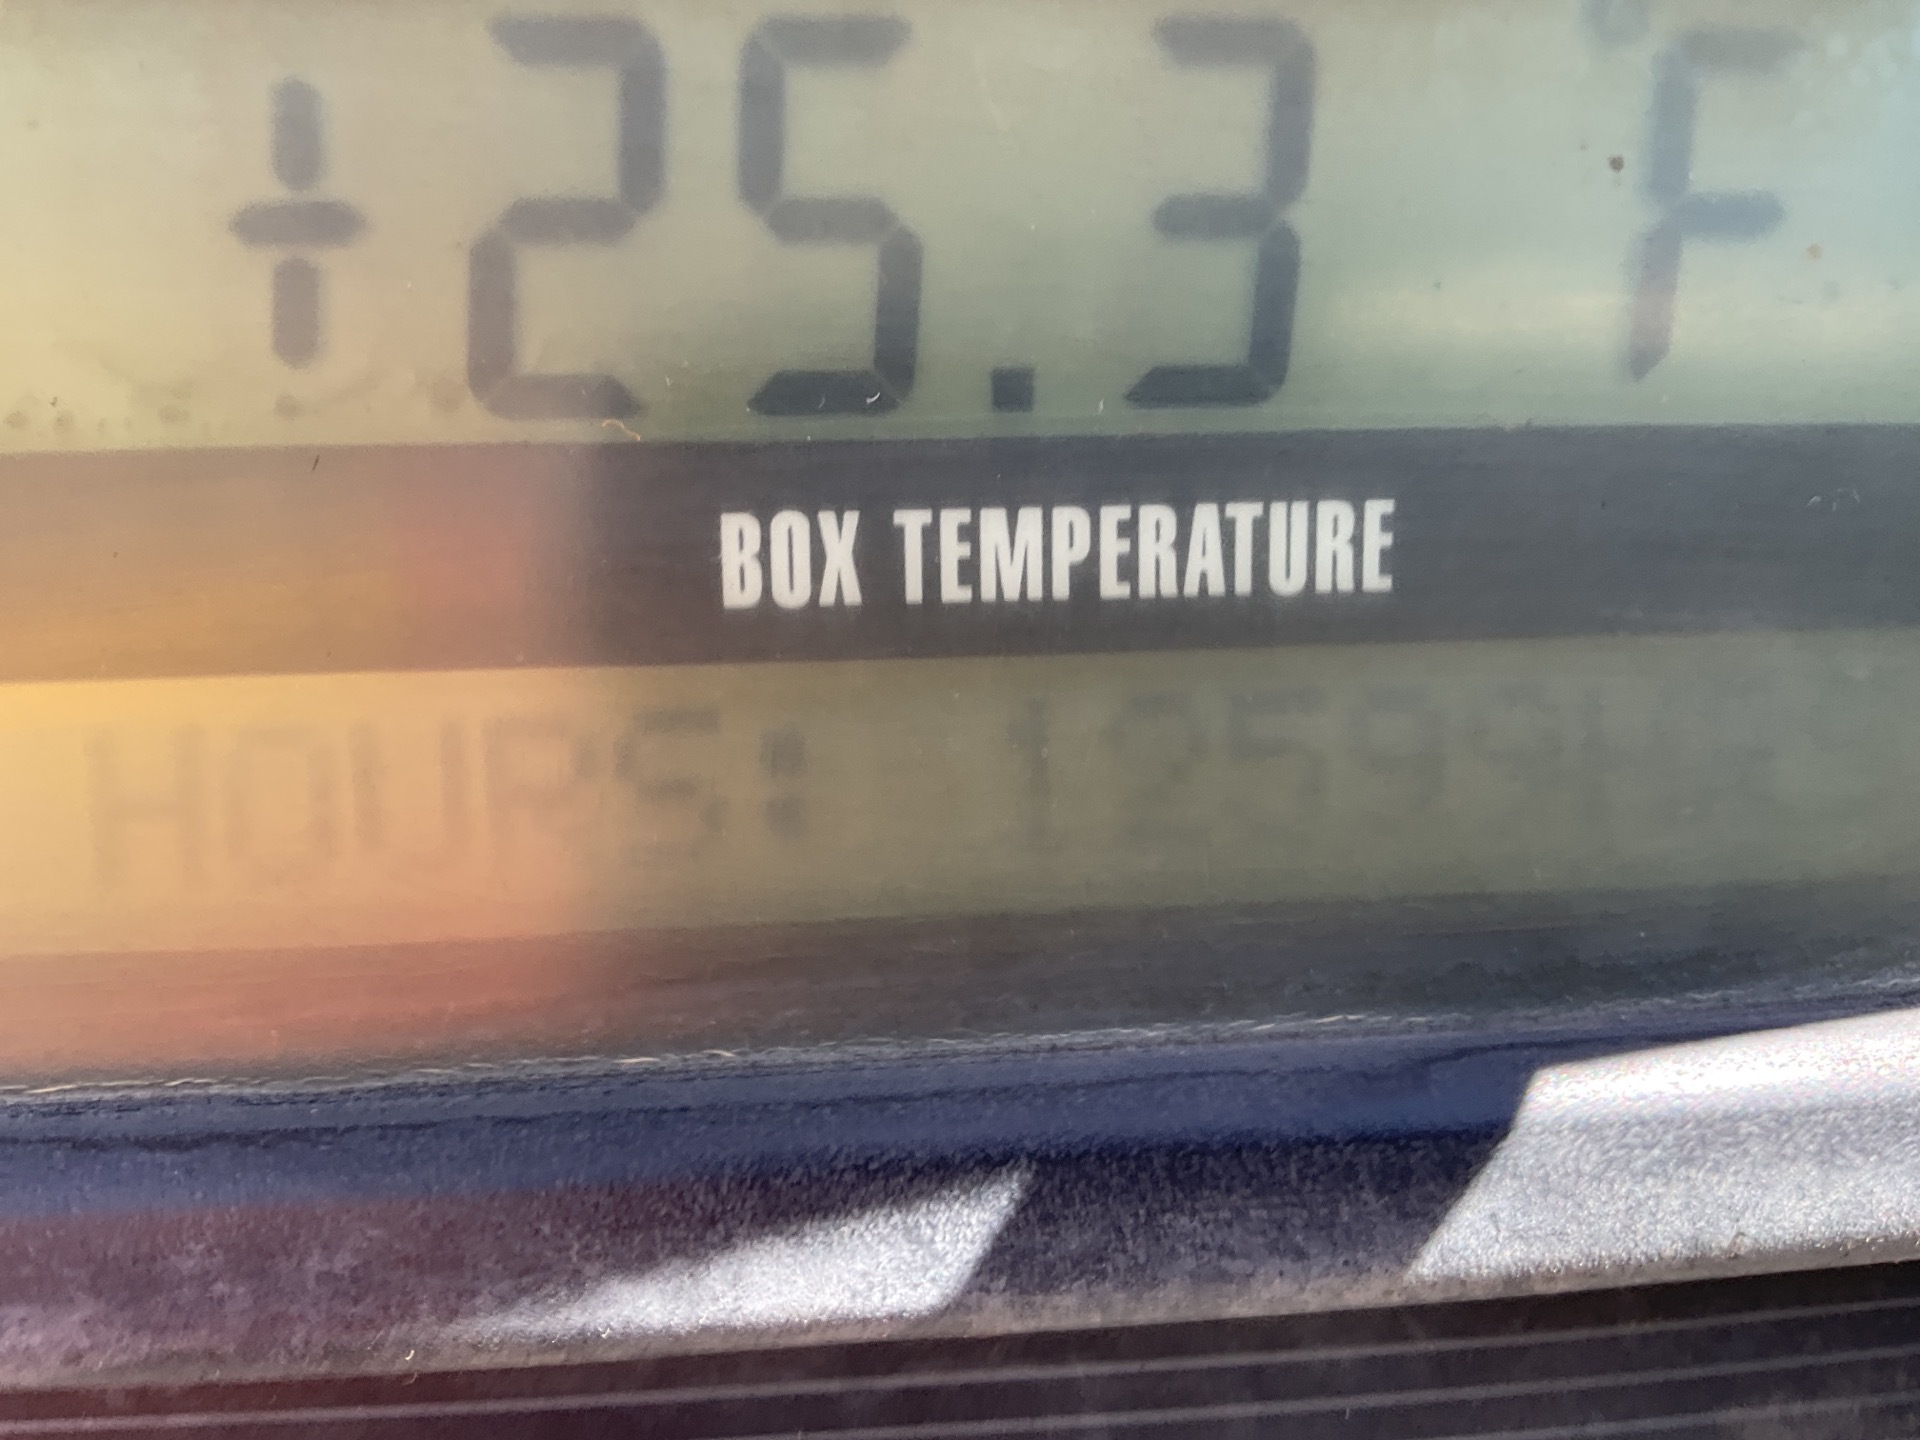 +25.3 °F
BOX TEMPERATURE
HOURS: